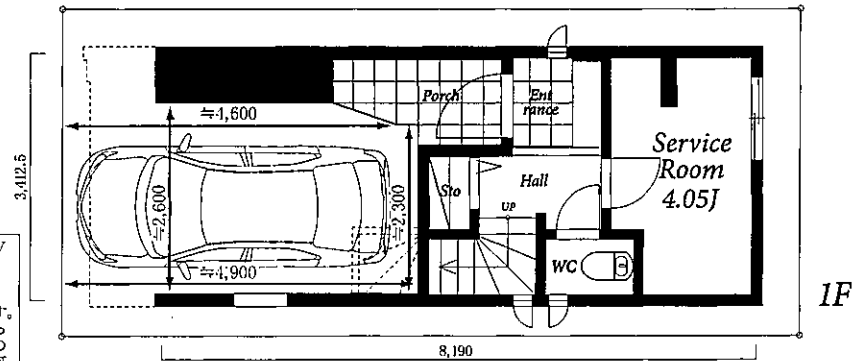 ≒4,600
Porch
Ent
rance
3,412.5
≒2,600
≒2,300
≒4,900
Sto
Hall
UP
WC
Service
Room
4.05J
1F
8,190